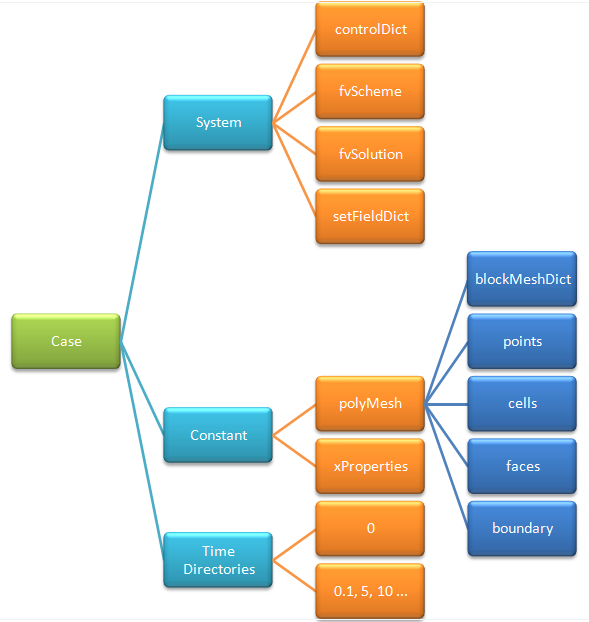 controlDict
fvScheme
System
fvSolution
setFieldDict
blockMeshDict
Case
points
polyMesh
cells
Constant
xProperties
faces
0
boundary
Time
Directories
0.1, 5, 10 ...